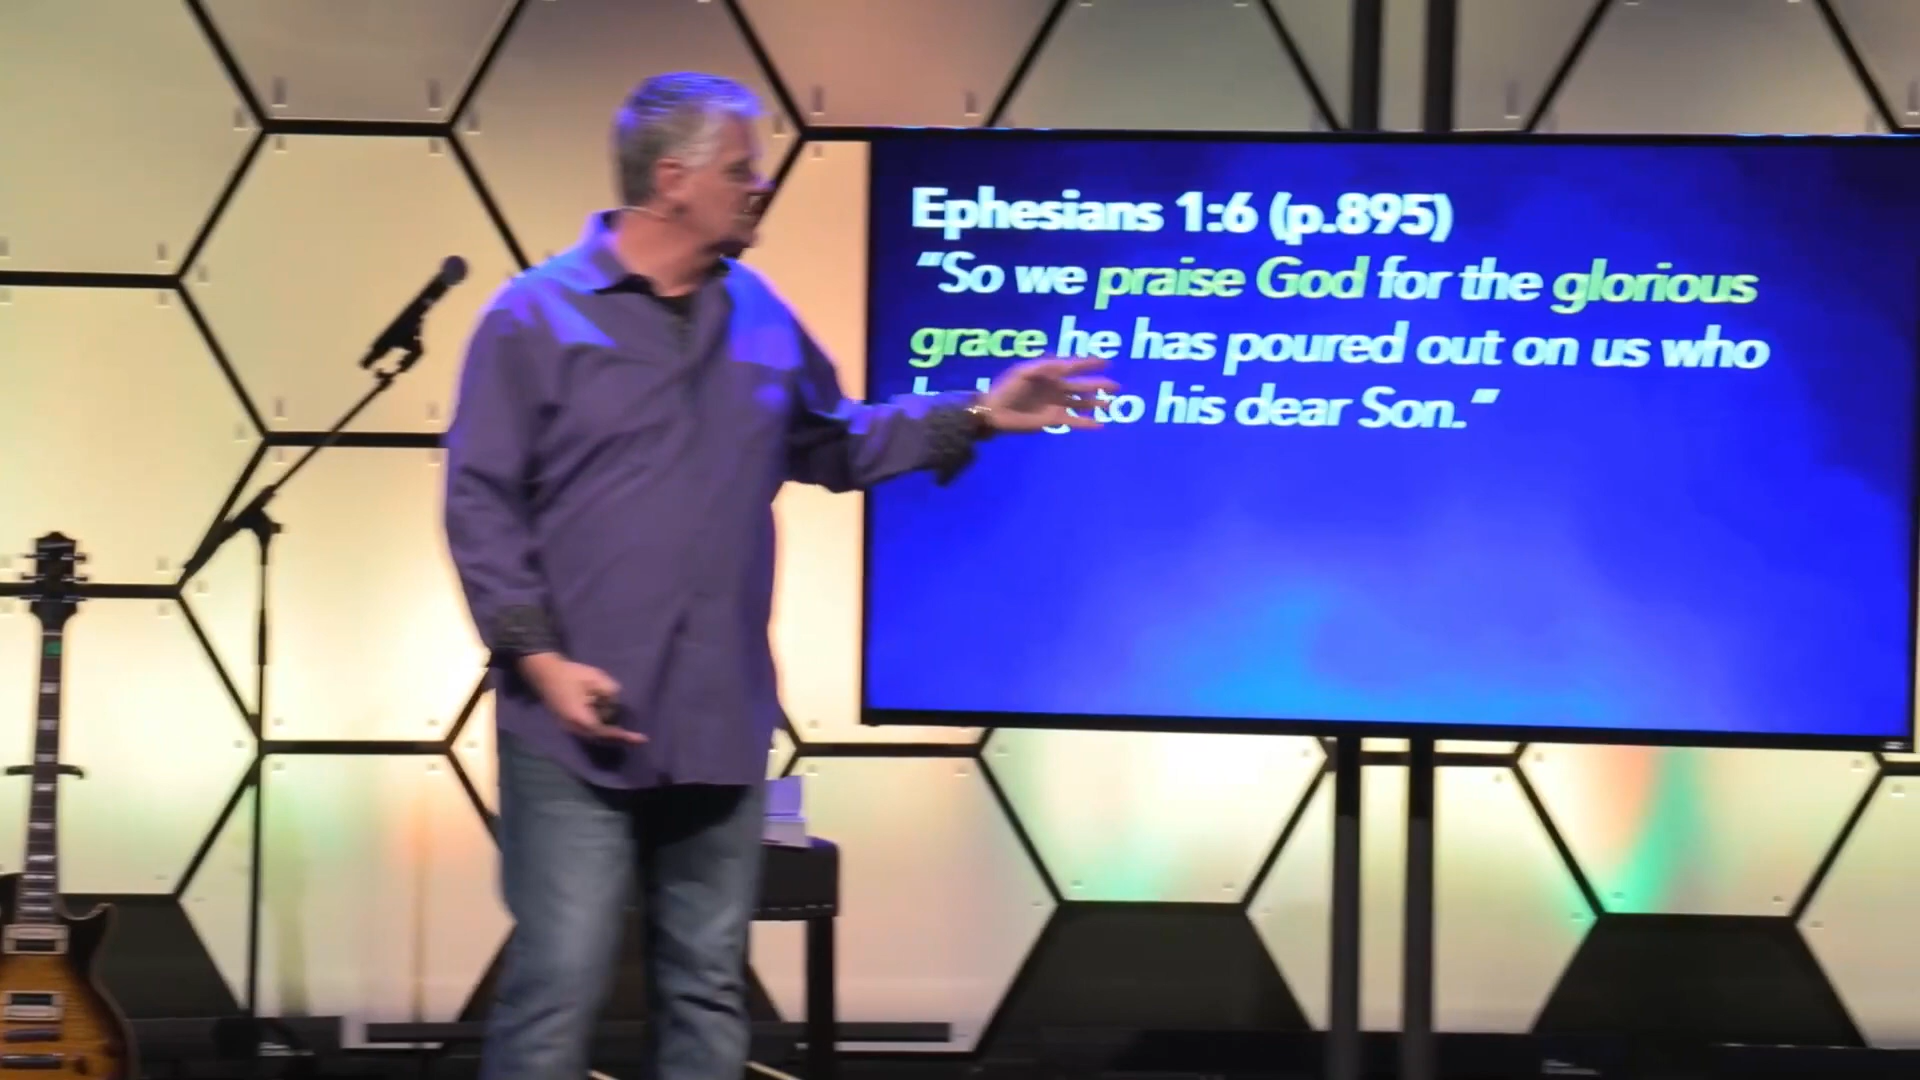 Ephesians 1:6 (p.895)
“So we praise God for the glorious
grace he has poured out on us who
to his dear Son.”